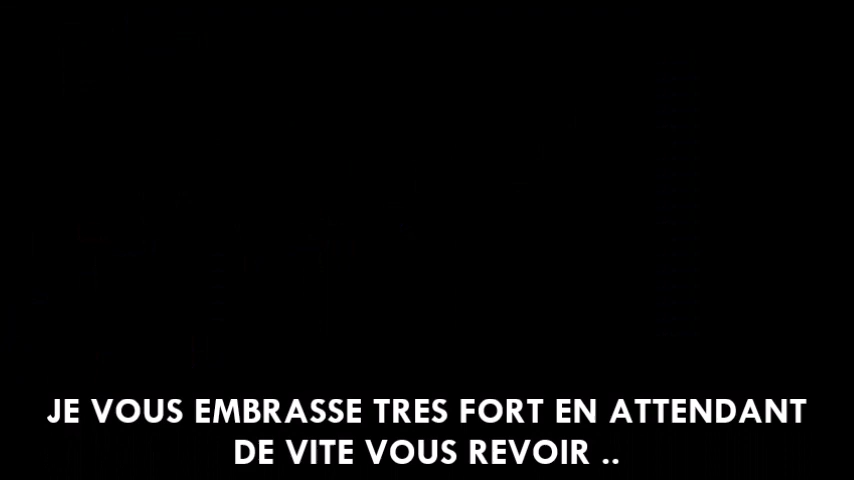 JE VOUS EMBRASSE TRES FORT EN ATTENDANT
DE VITE VOUS REVOIR ..